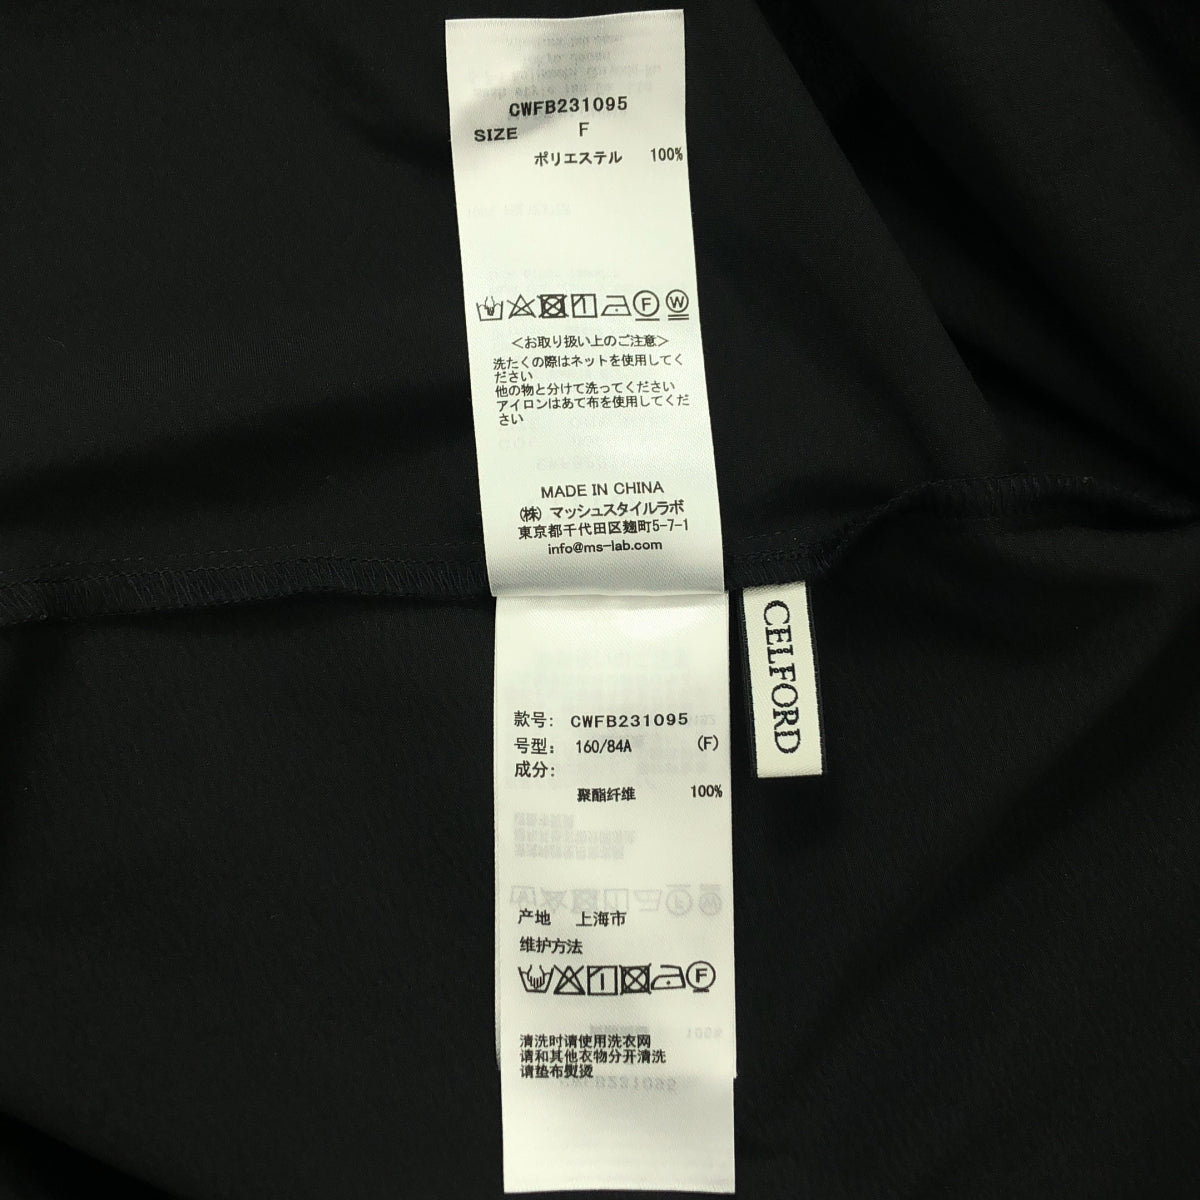 CWFB231095
SIZE F
ポリエステル 100%
F W
＜お取り扱い上のご注意＞
洗たくの際はネットを使用してく
ださい
他の物と分けて洗ってください
アイロンはあて布を使用してくだ
さい
MADE IN CHINA
(株) マッシュスタイルラボ
東京都千代田区麹町5-7-1
info@ms-lab.com
CELFORD
款号: CWFB231095
号型: 160/84A (F)
成分:
聚酯纤维 100%
产地 上海市
维护方法
F
清洗时请使用洗衣网
请和其他衣物分开清洗
请垫布熨烫